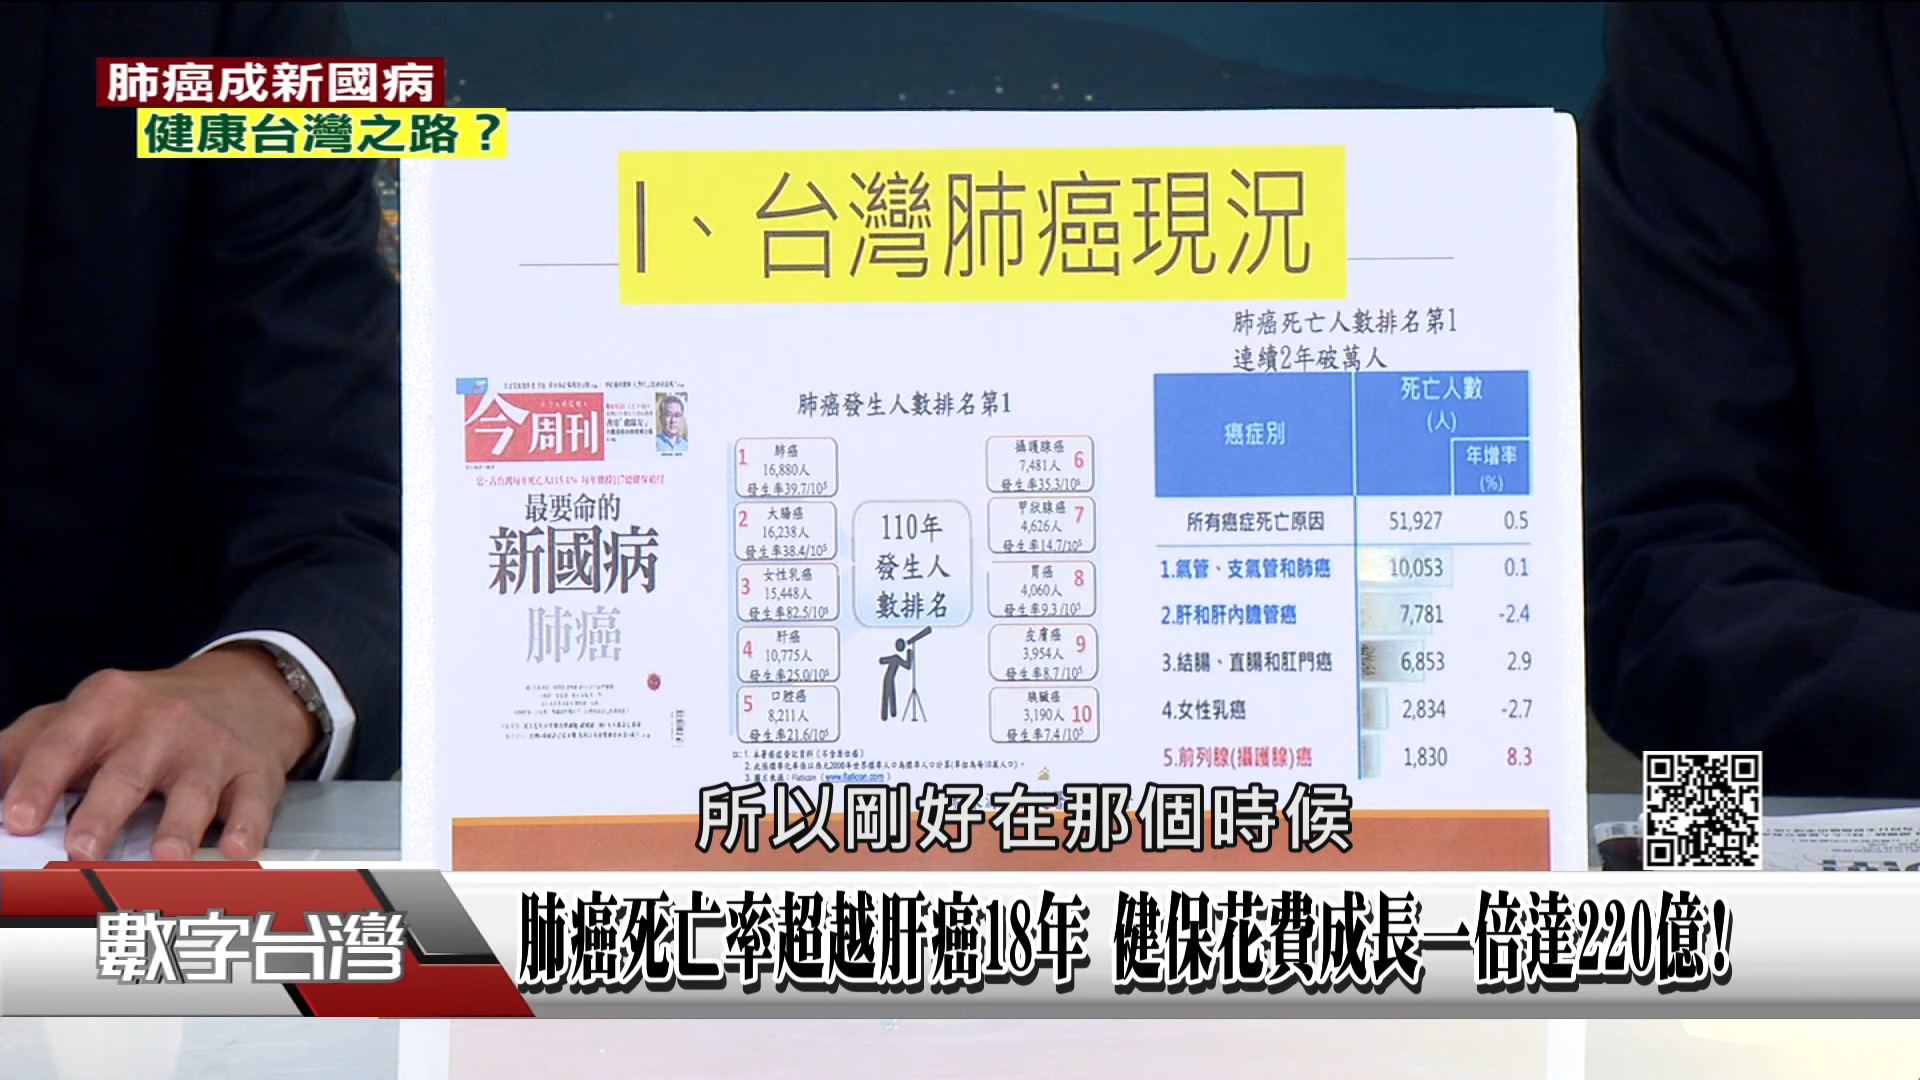 肺癌成新國病
健康台灣之路？
1、台灣肺癌現況
今周刊
最要命的
新國病
肺癌
肺癌發生人數排名第1
110年
發生人
數排名
1
肺癌
16,880人
發生率39.7/10⁵
2
大腸癌
16,238人
發生率38.4/10⁵
3
女性乳癌
15,448人
發生率82.5/10⁵
4
肝癌
10,775人
發生率25.0/10⁵
5
口腔癌
8,211人
發生率21.6/10⁵
攝護腺癌
7,481人
6
發生率35.3/10⁵
甲狀腺癌
4,626人
7
發生率14.7/10⁵
胃癌
4,060人
8
發生率9.3/10⁵
皮膚癌
3,954人
9
發生率8.7/10⁵
胰臟癌
3,190人
10
發生率7.4/10⁵
3. 圖片來源：Flaticon（www.flaticon.com）
肺癌死亡人數排名第1
連續2年破萬人
癌症別
死亡人數
(人)
年增率
(%)
所有癌症死亡原因 51,927 0.5
1.氣管、支氣管和肺癌 10,053 0.1
2.肝和肝內膽管癌 7,781 -2.4
3.結腸、直腸和肛門癌 6,853 2.9
4.女性乳癌 2,834 -2.7
5.前列腺(攝護腺)癌 1,830 8.3
所以剛好在那個時候
數字台灣
肺癌死亡率超越肝癌18年 健保花費成長一倍達220億!